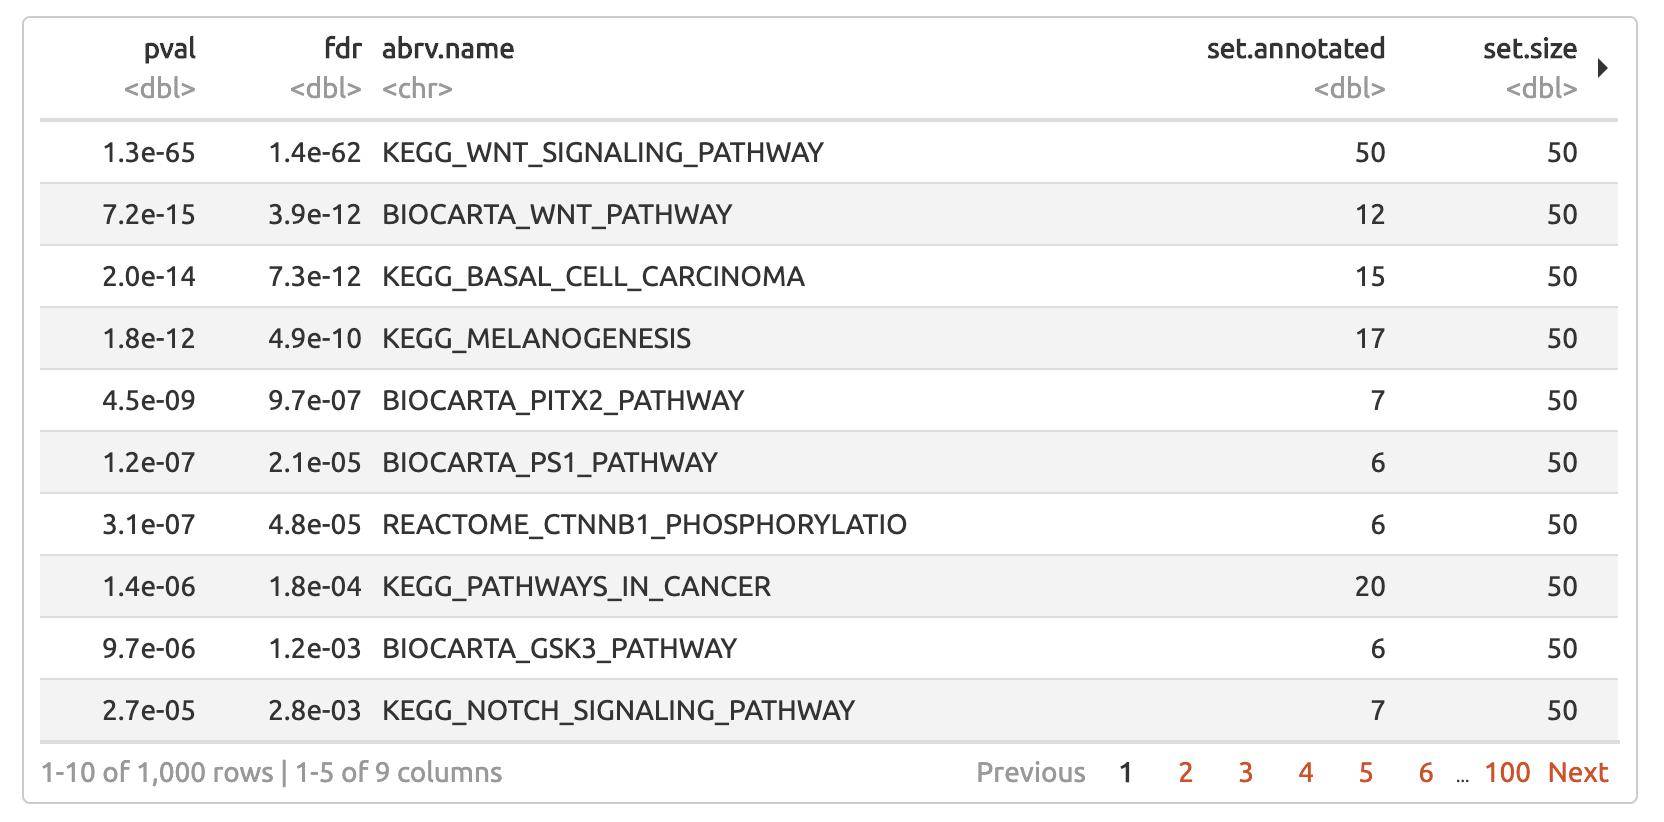 pval fdr abrv.name set.annotated set.size
<dbl> <dbl> <chr> <dbl> <dbl>
1.3e-65 1.4e-62 KEGG_WNT_SIGNALING_PATHWAY 50 50
7.2e-15 3.9e-12 BIOCARTA_WNT_PATHWAY 12 50
2.0e-14 7.3e-12 KEGG_BASAL_CELL_CARCINOMA 15 50
1.8e-12 4.9e-10 KEGG_MELANOGENESIS 17 50
4.5e-09 9.7e-07 BIOCARTA_PITX2_PATHWAY 7 50
1.2e-07 2.1e-05 BIOCARTA_PS1_PATHWAY 6 50
3.1e-07 4.8e-05 REACTOME_CTNNB1_PHOSPHORYLATIO 6 50
1.4e-06 1.8e-04 KEGG_PATHWAYS_IN_CANCER 20 50
9.7e-06 1.2e-03 BIOCARTA_GSK3_PATHWAY 6 50
2.7e-05 2.8e-03 KEGG_NOTCH_SIGNALING_PATHWAY 7 50
1-10 of 1,000 rows | 1-5 of 9 columns Previous 1 2 3 4 5 6 ... 100 Next